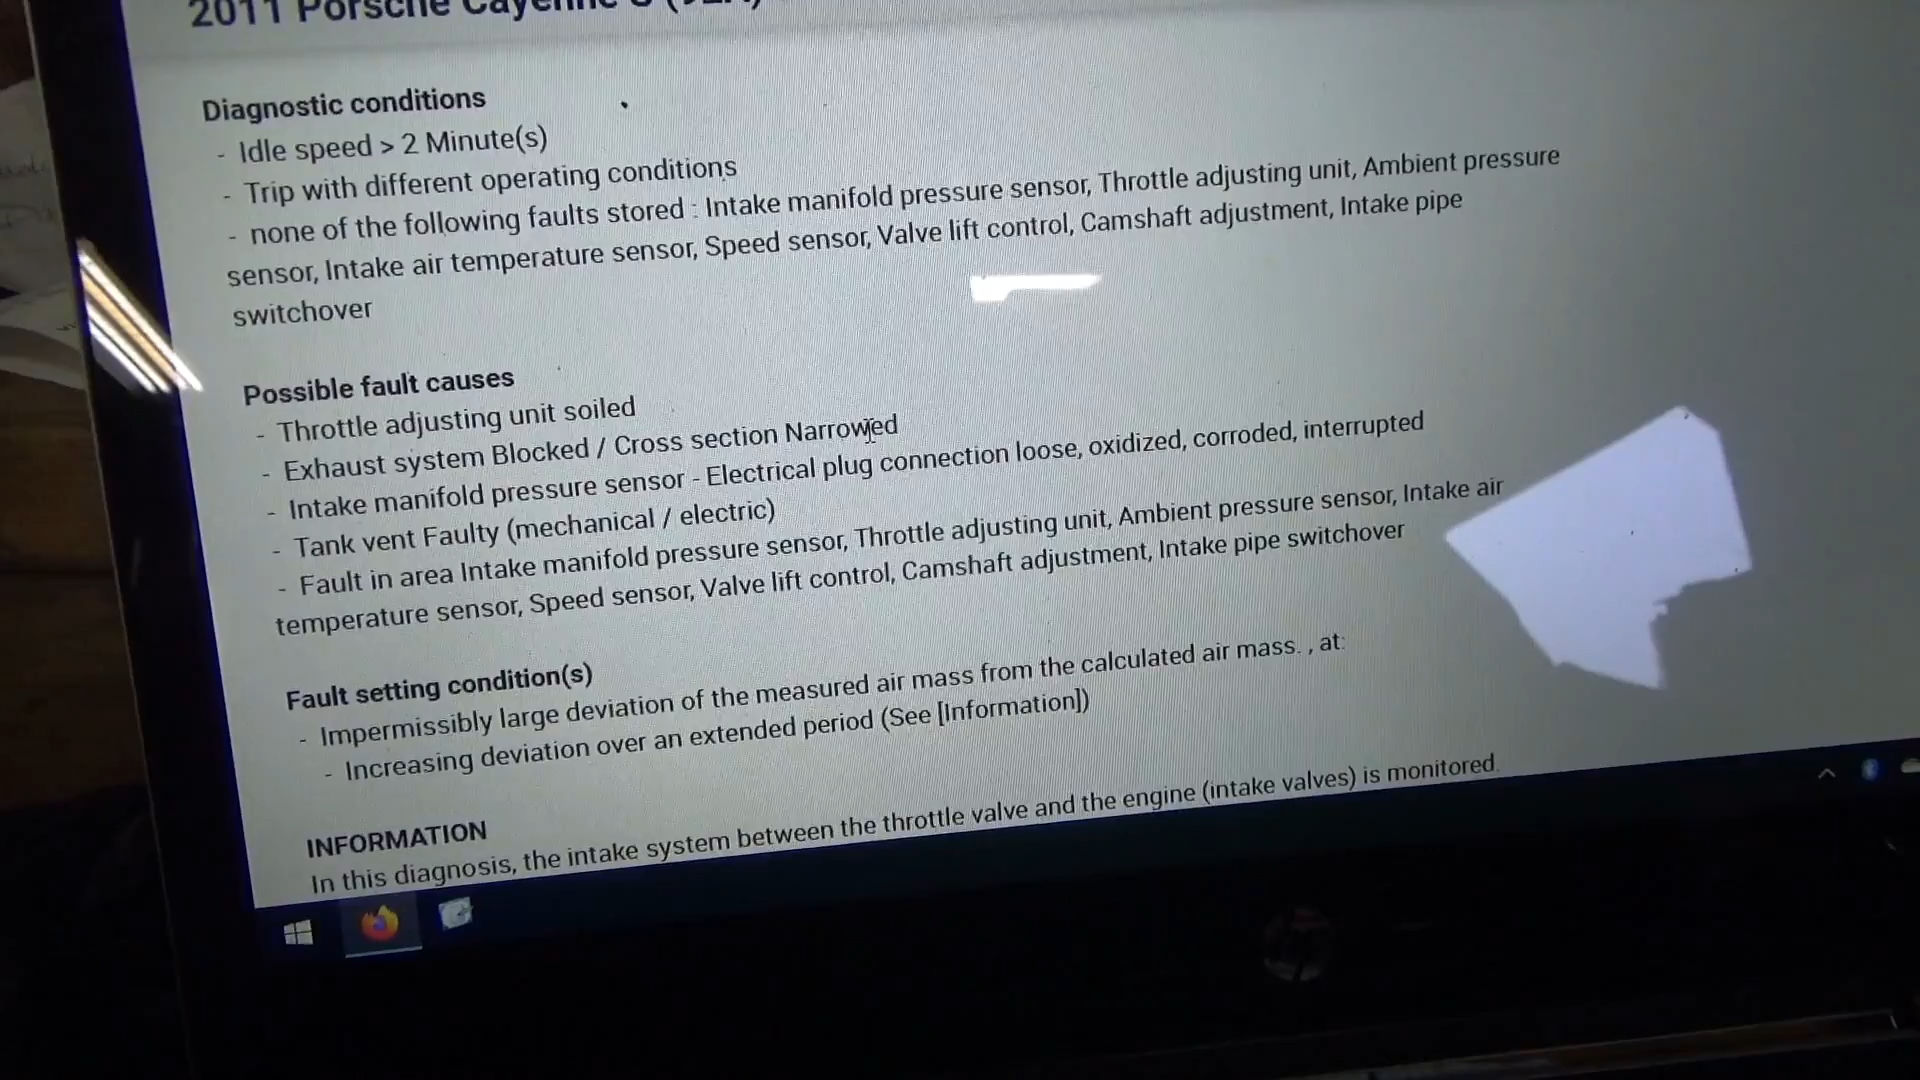 2011 Porsche Cayenne S
Diagnostic conditions
- Idle speed > 2 Minute(s)
- Trip with different operating conditions
- none of the following faults stored : Intake manifold pressure sensor, Throttle adjusting unit, Ambient pressure
sensor, Intake air temperature sensor, Speed sensor, Valve lift control, Camshaft adjustment, Intake pipe
switchover
Possible fault causes
- Throttle adjusting unit soiled
- Exhaust system Blocked / Cross section Narrowed
- Intake manifold pressure sensor - Electrical plug connection loose, oxidized, corroded, interrupted
- Tank vent Faulty (mechanical / electric)
- Fault in area Intake manifold pressure sensor, Throttle adjusting unit, Ambient pressure sensor, Intake air
temperature sensor, Speed sensor, Valve lift control, Camshaft adjustment, Intake pipe switchover
Fault setting condition(s)
- Impermissibly large deviation of the measured air mass from the calculated air mass. , at:
- Increasing deviation over an extended period (See [Information])
INFORMATION
In this diagnosis, the intake system between the throttle valve and the engine (intake valves) is monitored.
hp